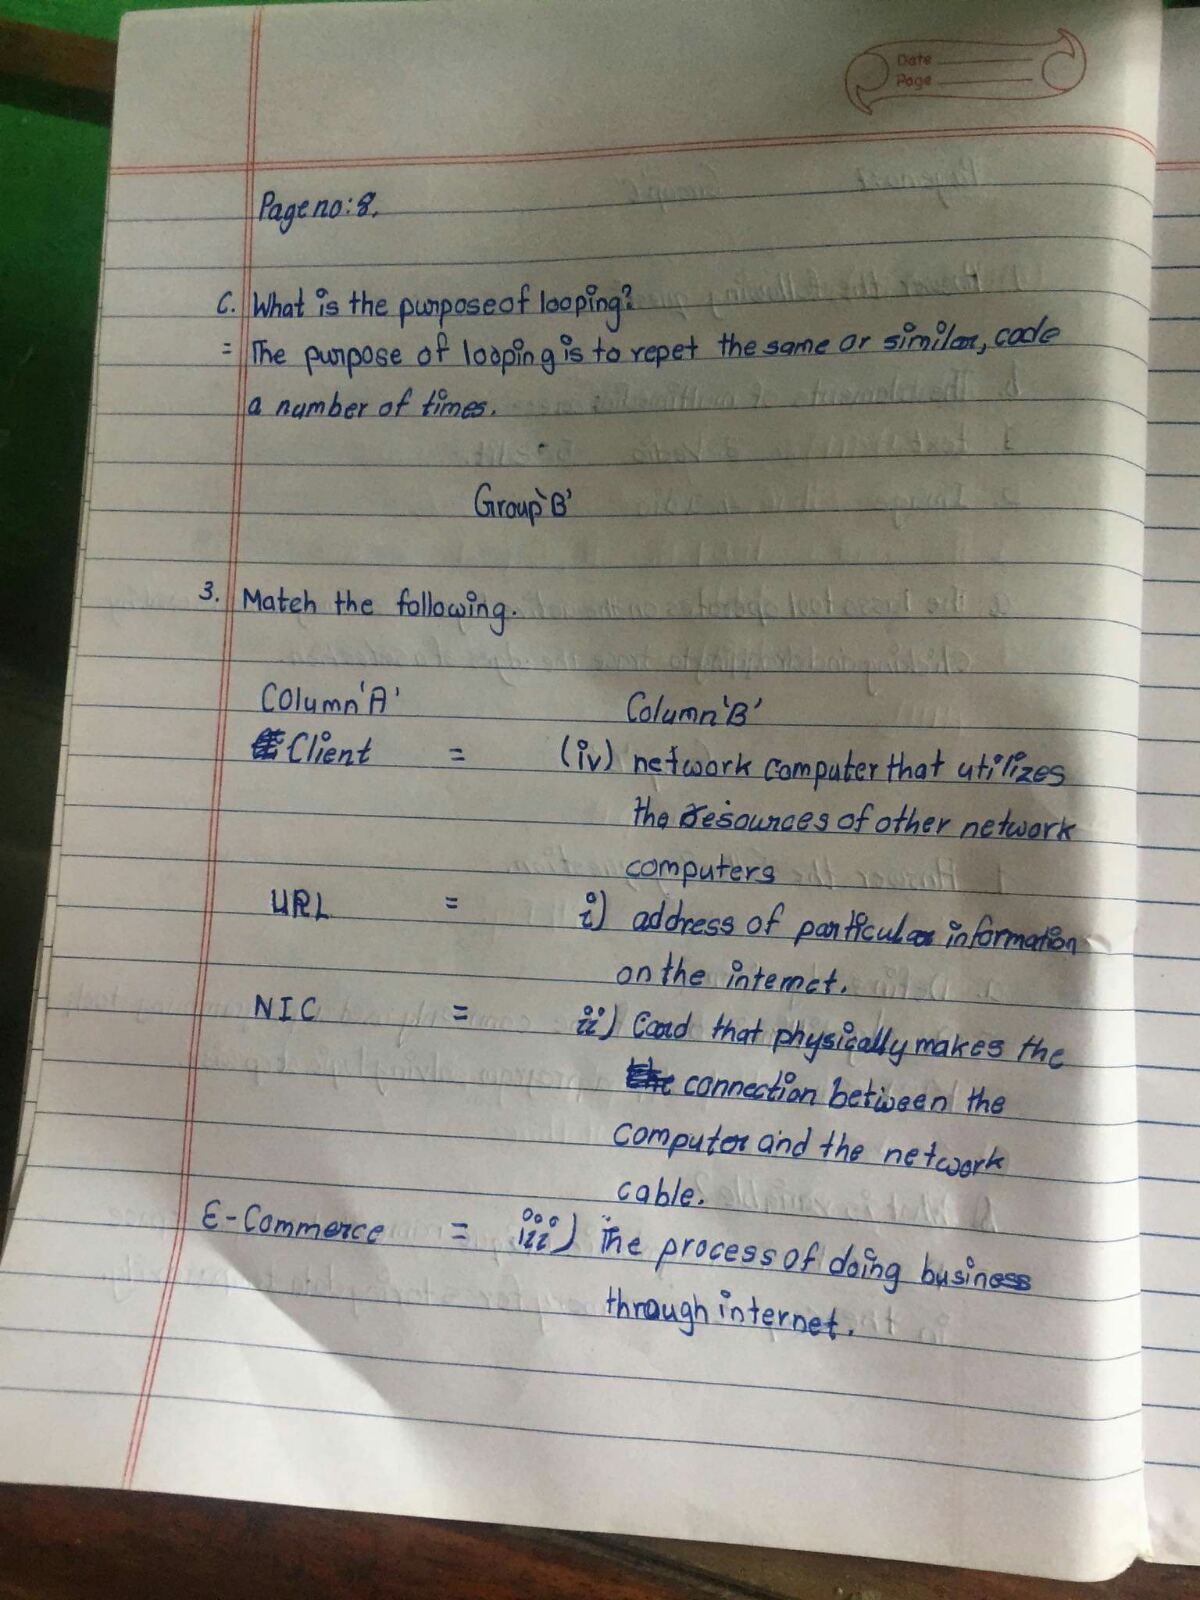 Date
Page
Page no: 8.
C. What is the purpose of looping?
= The purpose of looping is to repet the same or similar, code
a number of times.
Group 'B'
3. Match the following.
Column 'A' Column 'B'
Client = (iv) network computer that utilizes
the resources of other network
computers
URL = i) address of particular information
on the internet.
NIC = ii) Card that physically makes the
connection between the
computer and the network
cable.
E-Commerce = iii) The process of doing business
through internet.